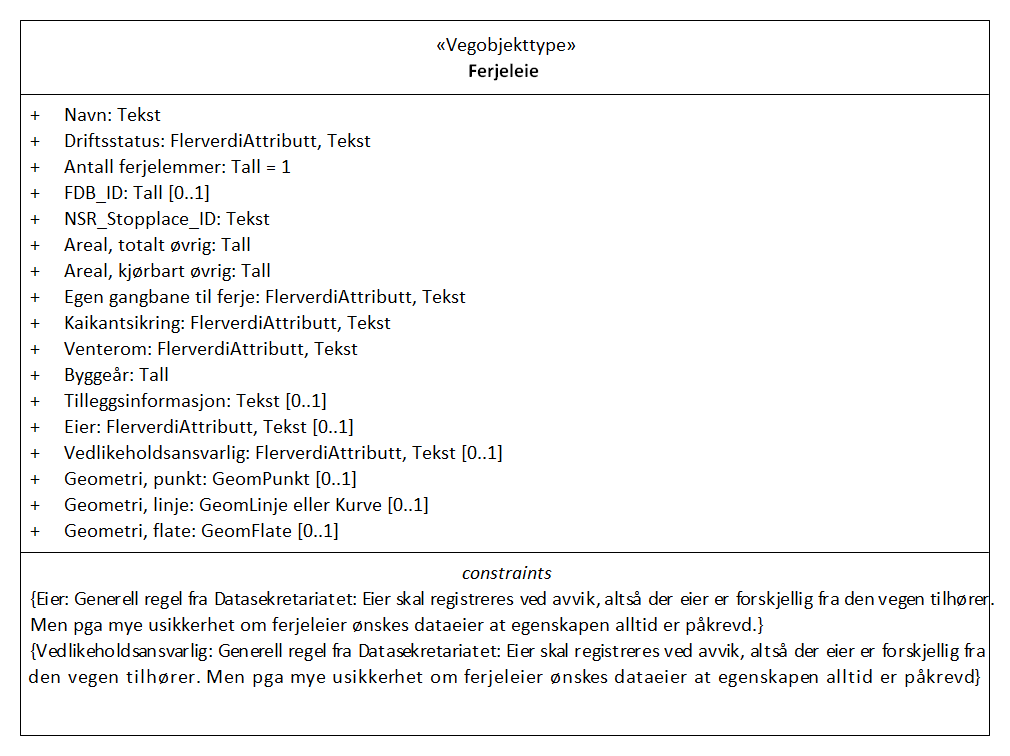 «Vegobjekttype»
Ferjeleie
+ Navn: Tekst
+ Driftsstatus: FlerverdiAttributt, Tekst
+ Antall ferjelemmer: Tall = 1
+ FDB_ID: Tall [0..1]
+ NSR_Stopplace_ID: Tekst
+ Areal, totalt øvrig: Tall
+ Areal, kjørbart øvrig: Tall
+ Egen gangbane til ferje: FlerverdiAttributt, Tekst
+ Kaikantsikring: FlerverdiAttributt, Tekst
+ Venterom: FlerverdiAttributt, Tekst
+ Byggeår: Tall
+ Tilleggsinformasjon: Tekst [0..1]
+ Eier: FlerverdiAttributt, Tekst [0..1]
+ Vedlikeholdsansvarlig: FlerverdiAttributt, Tekst [0..1]
+ Geometri, punkt: GeomPunkt [0..1]
+ Geometri, linje: GeomLinje eller Kurve [0..1]
+ Geometri, flate: GeomFlate [0..1]
constraints
{Eier: Generell regel fra Datasekretariatet: Eier skal registreres ved avvik, altså der eier er forskjellig fra den vegen tilhører.
Men pga mye usikkerhet om ferjeleier ønskes dataeier at egenskapen alltid er påkrevd.}
{Vedlikeholdsansvarlig: Generell regel fra Datasekretariatet: Eier skal registreres ved avvik, altså der eier er forskjellig fra
den vegen tilhører. Men pga mye usikkerhet om ferjeleier ønskes dataeier at egenskapen alltid er påkrevd}